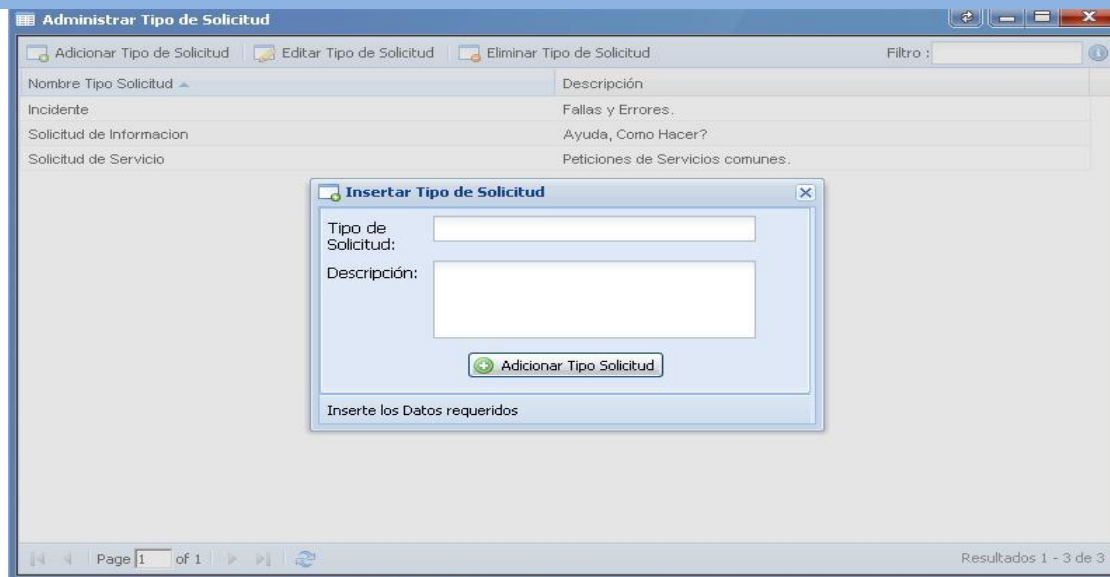 Administrar Tipo de Solicitud
Adicionar Tipo de Solicitud Editar Tipo de Solicitud Eliminar Tipo de Solicitud Filtro :
Nombre Tipo Solicitud Descripción
Incidente Fallas y Errores.
Solicitud de Informacion Ayuda, Como Hacer?
Solicitud de Servicio Peticiones de Servicios comunes.
Insertar Tipo de Solicitud
Tipo de
Solicitud:
Descripción:
Adicionar Tipo Solicitud
Inserte los Datos requeridos
Page 1 of 1 Resultados 1 - 3 de 3